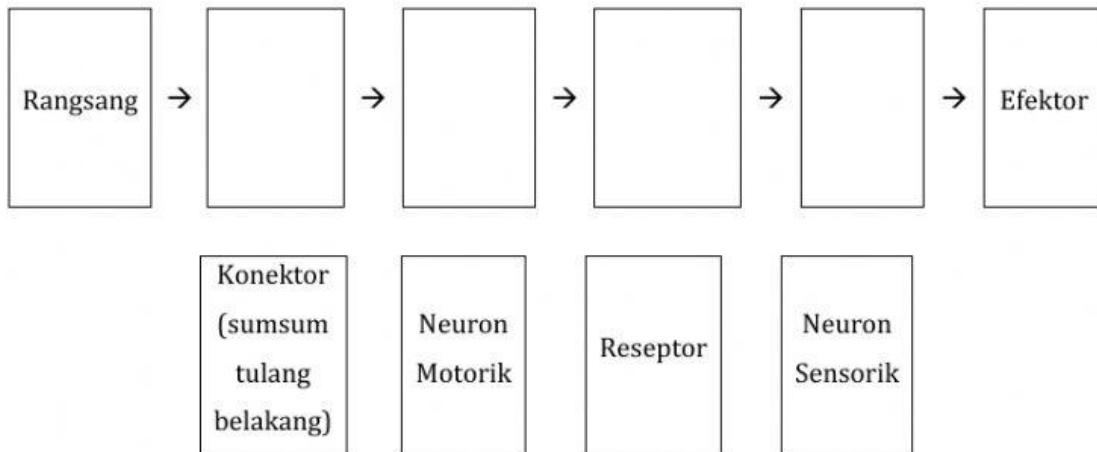 Rangsang → → → → → Efektor
Konektor
(sumsum
tulang
belakang)
Neuron
Motorik
Reseptor
Neuron
Sensorik